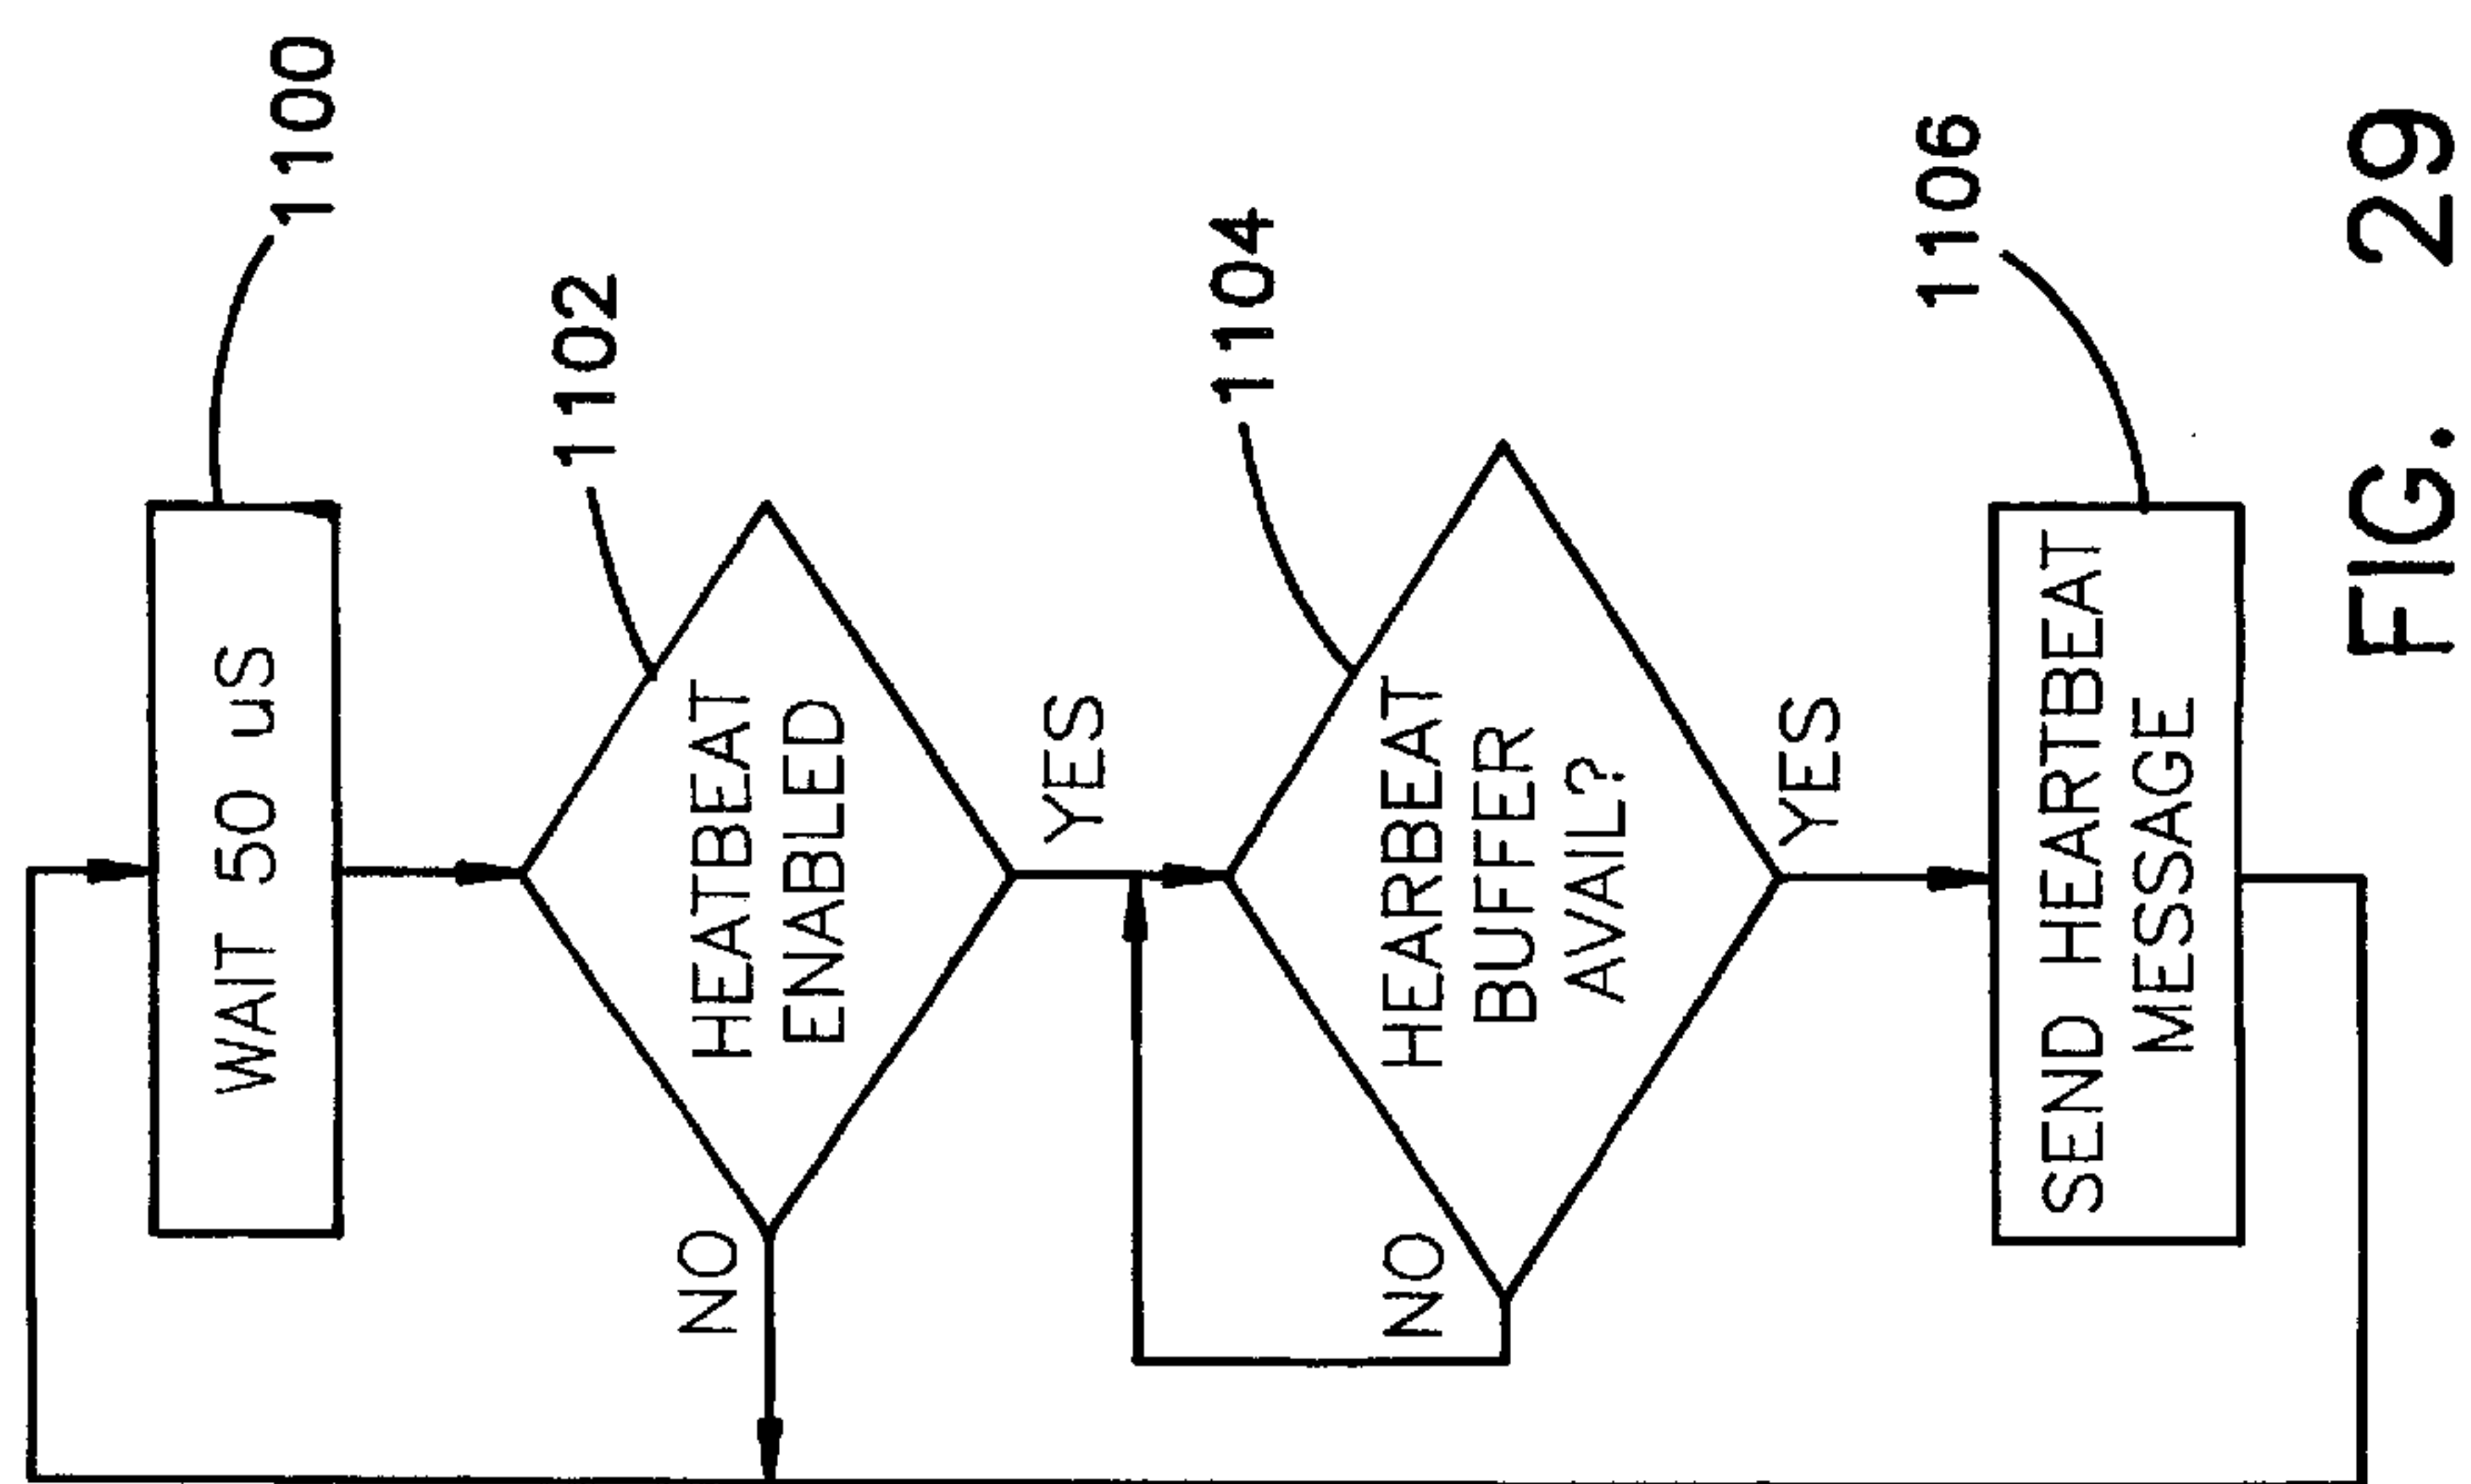 1100
WAIT 50 uS
1102
HEATBEAT
ENABLED
NO
YES
1104
HEARBEAT
BUFFER
AVAIL?
NO
YES
1106
SEND HEARTBEAT
MESSAGE
FIG. 29